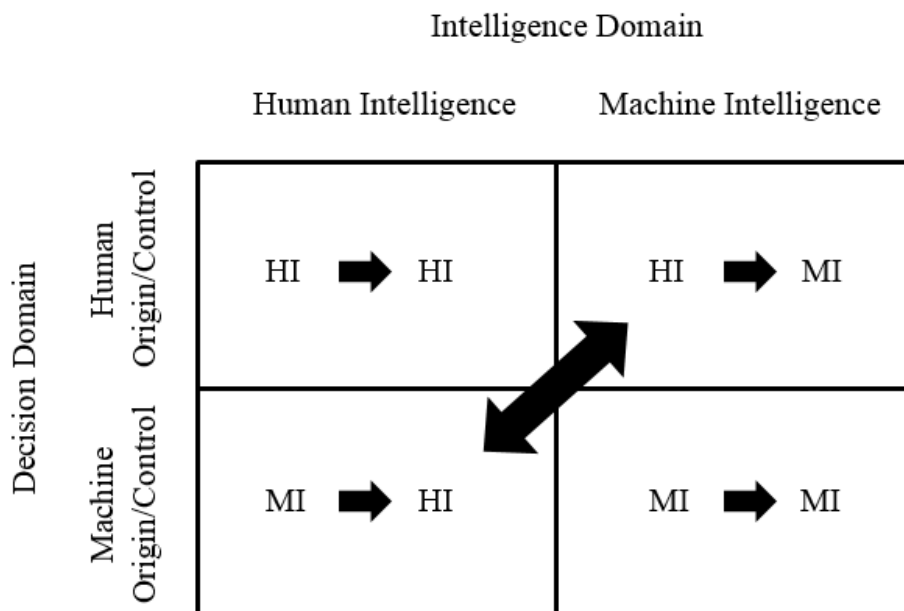 Intelligence Domain
Human Intelligence
Machine Intelligence
Decision Domain
Human
Origin/Control
HI HI
HI MI
Machine
Origin/Control
MI HI
MI MI